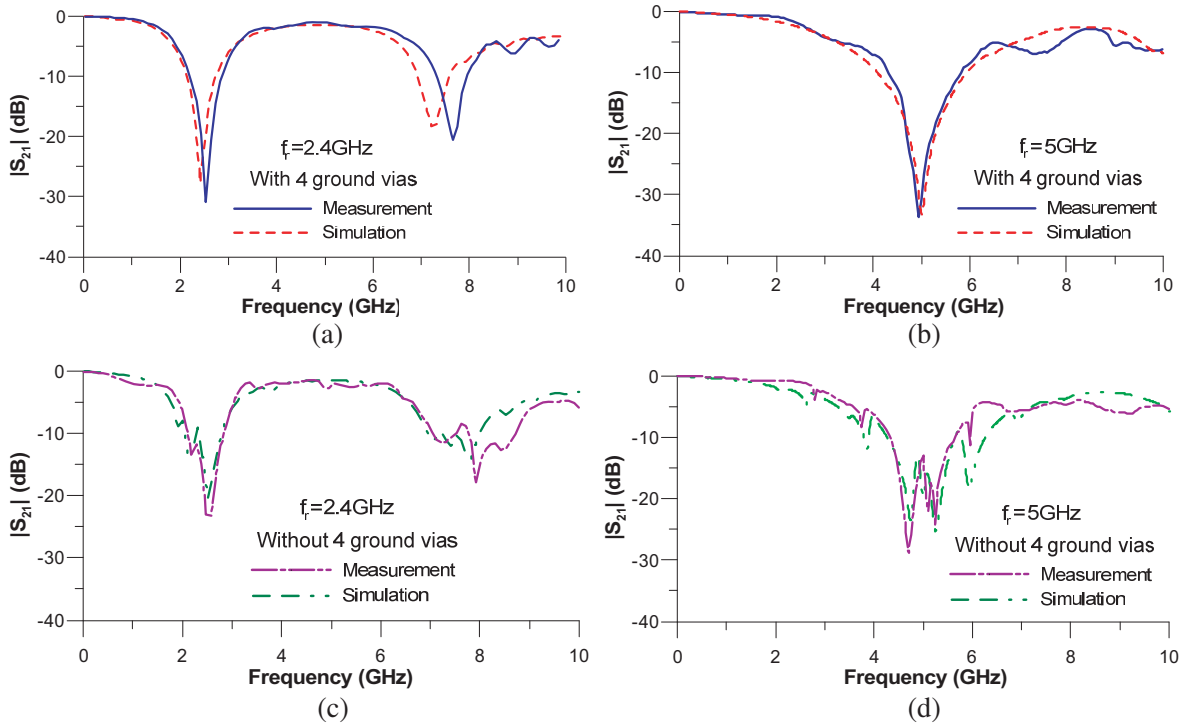 0
-10
-20
-30
-40
|S21| (dB)
fr=2.4GHz
With 4 ground vias
Measurement
Simulation
0 2 4 6 8 10
Frequency (GHz)
(a)
0
-10
-20
-30
-40
|S21| (dB)
fr=5GHz
With 4 ground vias
Measurement
Simulation
0 2 4 6 8 10
Frequency (GHz)
(b)
0
-10
-20
-30
-40
|S21| (dB)
fr=2.4GHz
Without 4 ground vias
Measurement
Simulation
0 2 4 6 8 10
Frequency (GHz)
(c)
0
-10
-20
-30
-40
|S21| (dB)
fr=5GHz
Without 4 ground vias
Measurement
Simulation
0 2 4 6 8 10
Frequency (GHz)
(d)